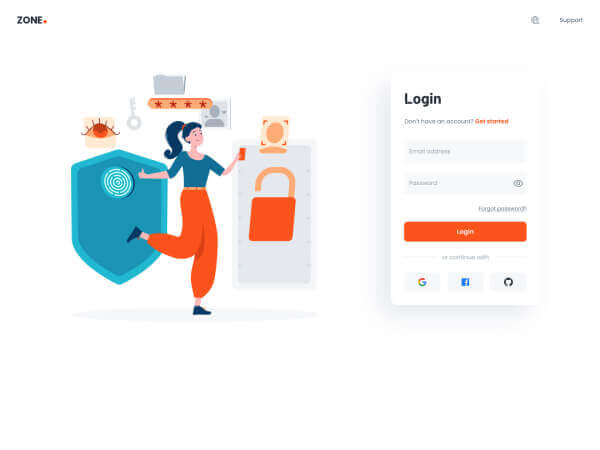 ZONE.
Support
Login
Don't have an account? Get started
Email address
Password
Forgot password?
Login
or continue with